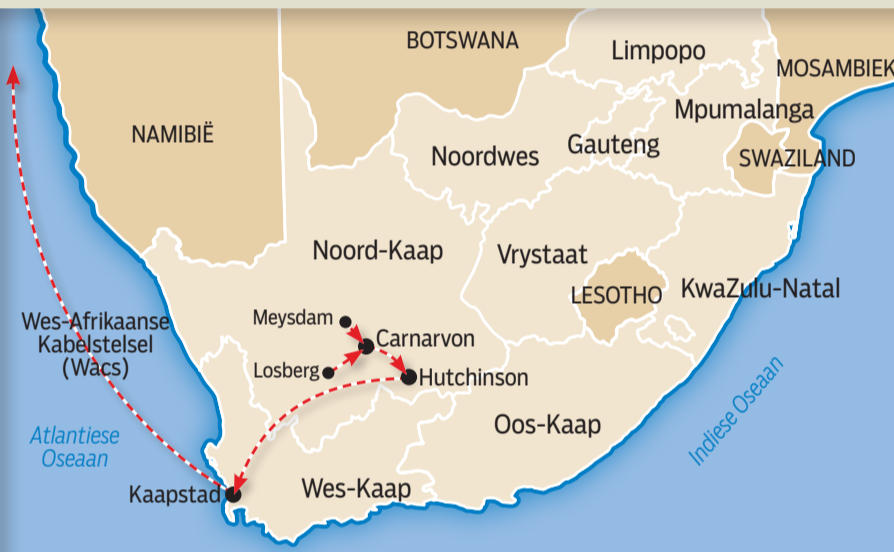 BOTSWANA
Limpopo
MOSAMBIEK
Mpumalanga
NAMIBIË
Noordwes
Gauteng
SWAZILAND
Noord-Kaap
Vrystaat
LESOTHO
KwaZulu-Natal
Meysdam
Wes-Afrikaanse
Kabelstelsel
(Wacs)
Carnarvon
Losberg
Hutchinson
Oos-Kaap
Indiese Oseaan
Atlantiese
Oseaan
Kaapstad
Wes-Kaap